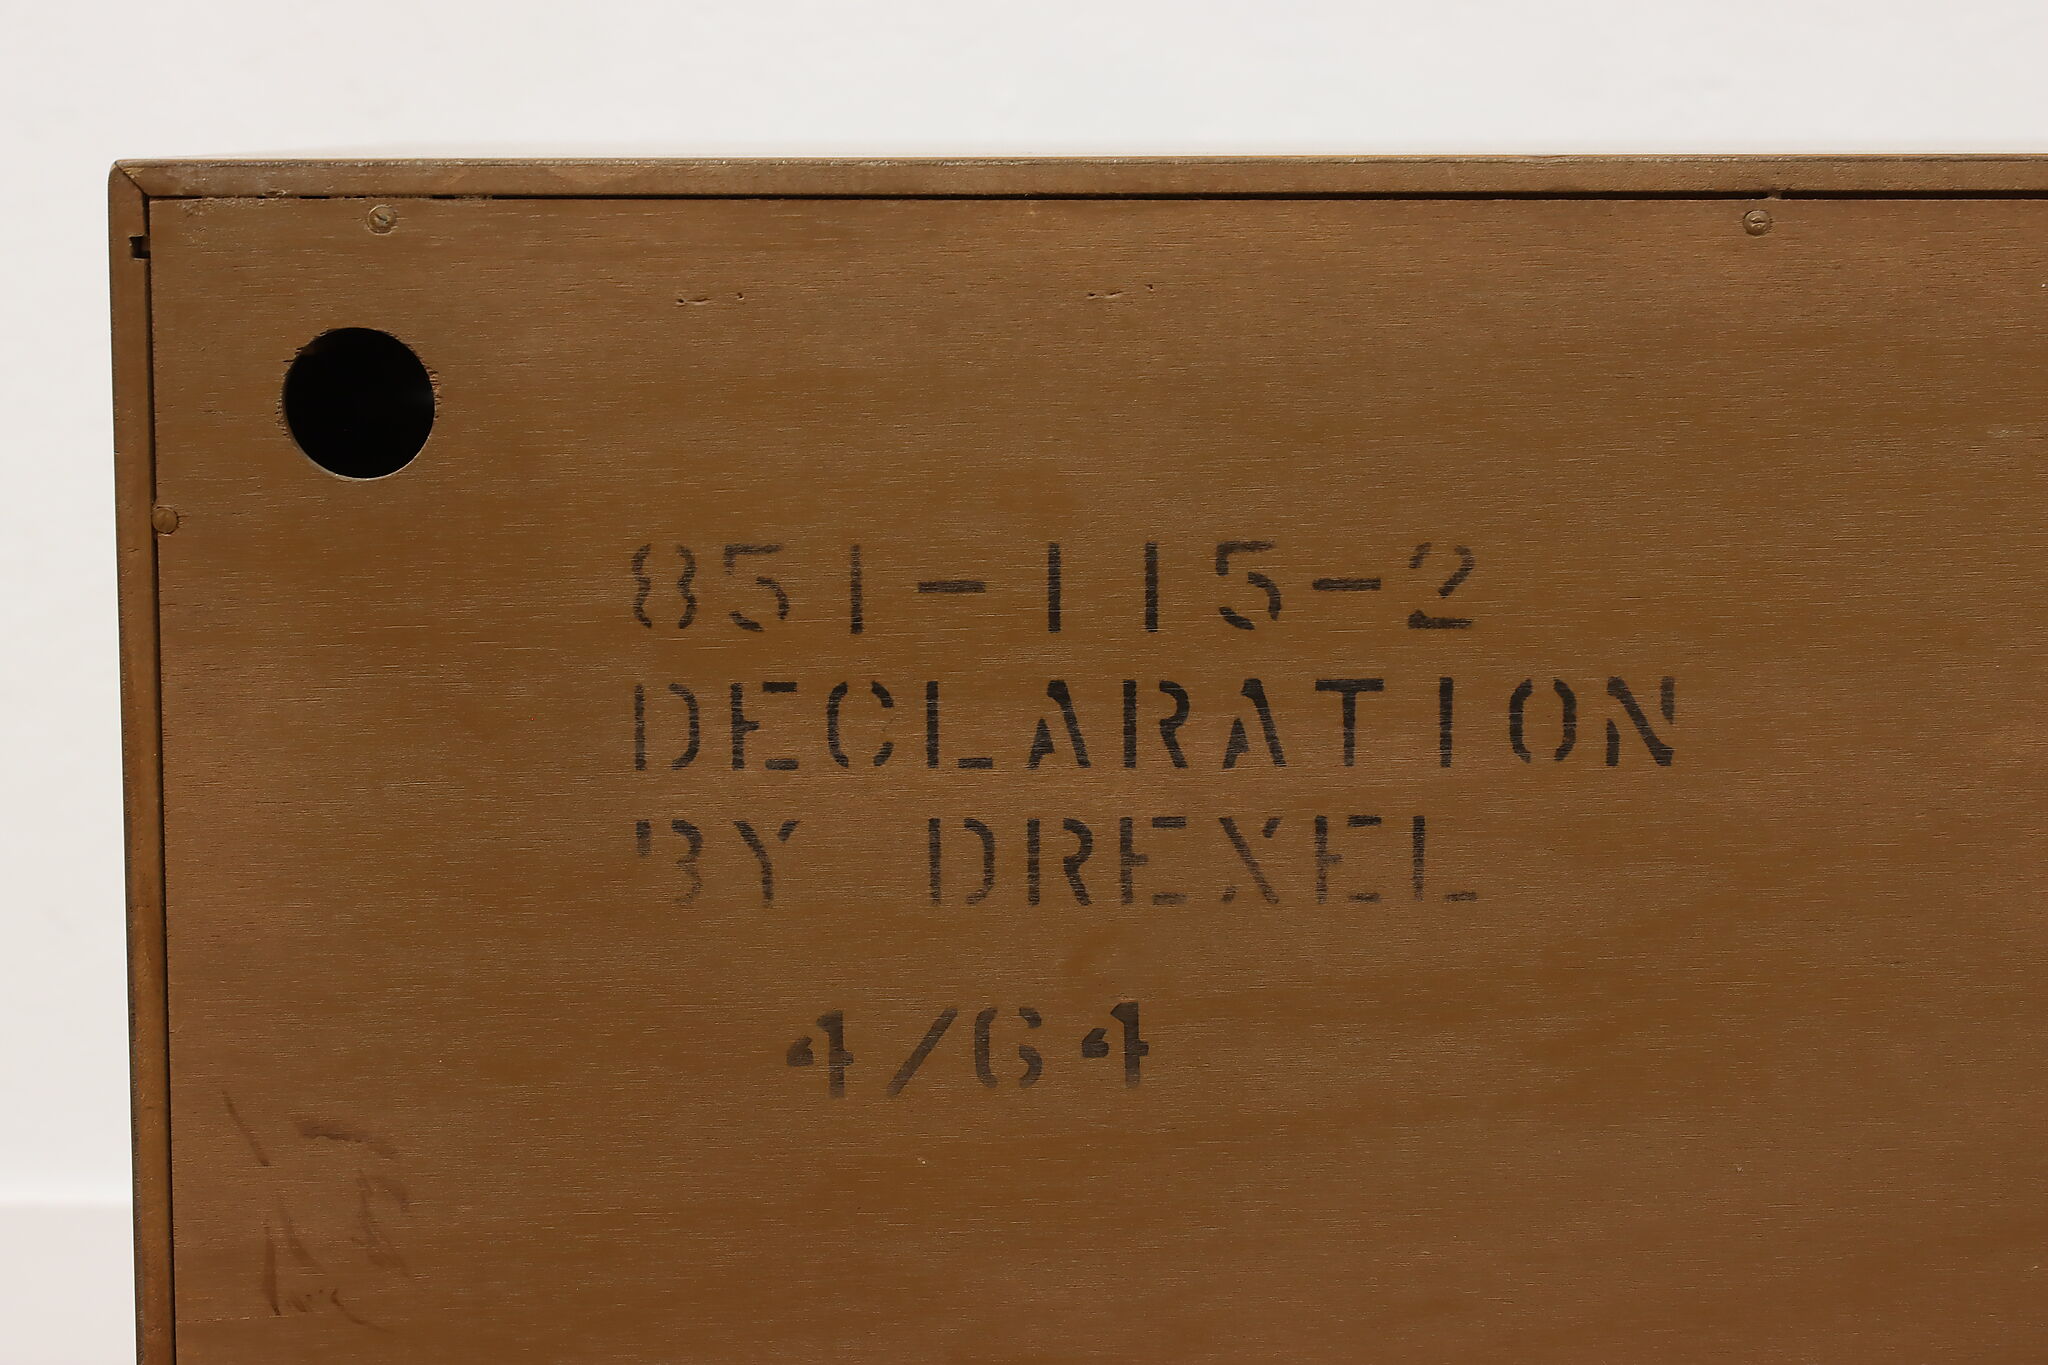 851-115-2
DECLARATION
BY DREXEL
4/64